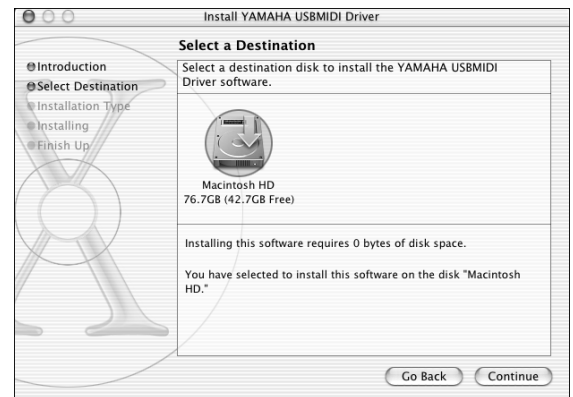 Install YAMAHA USBMIDI Driver
Select a Destination
Introduction
Select Destination
Installation Type
Installing
Finish Up
Select a destination disk to install the YAMAHA USBMIDI
Driver software.
Macintosh HD
76.7GB (42.7GB Free)
Installing this software requires 0 bytes of disk space.
You have selected to install this software on the disk "Macintosh
HD."
Go Back
Continue